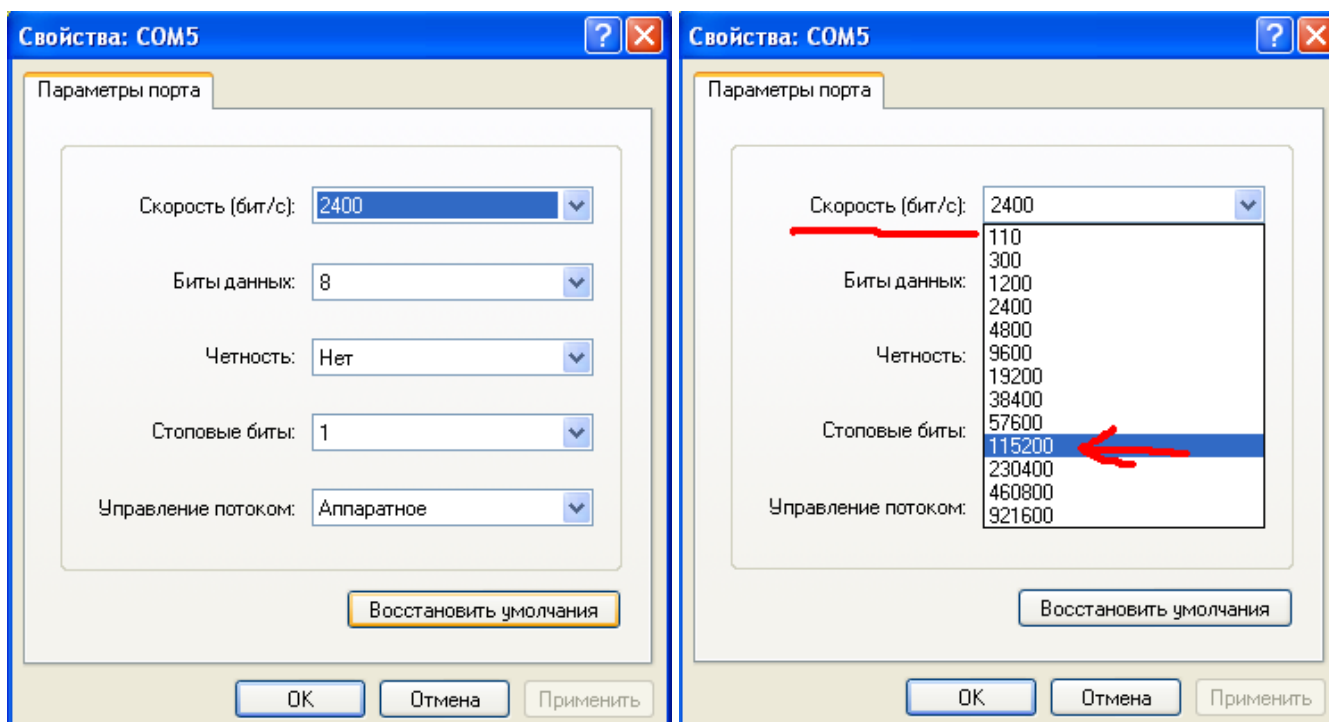 Свойства: COM5
Параметры порта
Скорость (бит/с): 2400
Биты данных: 8
Четность: Нет
Стоповые биты: 1
Управление потоком: Аппаратное
Восстановить умолчания
OK Отмена Применить
Свойства: COM5
Параметры порта
Скорость (бит/с): 2400
110
300
Биты данных: 1200
2400
4800
Четность: 9600
19200
38400
Стоповые биты: 57600
115200
230400
460800
Управление потоком: 921600
Восстановить умолчания
OK Отмена Применить